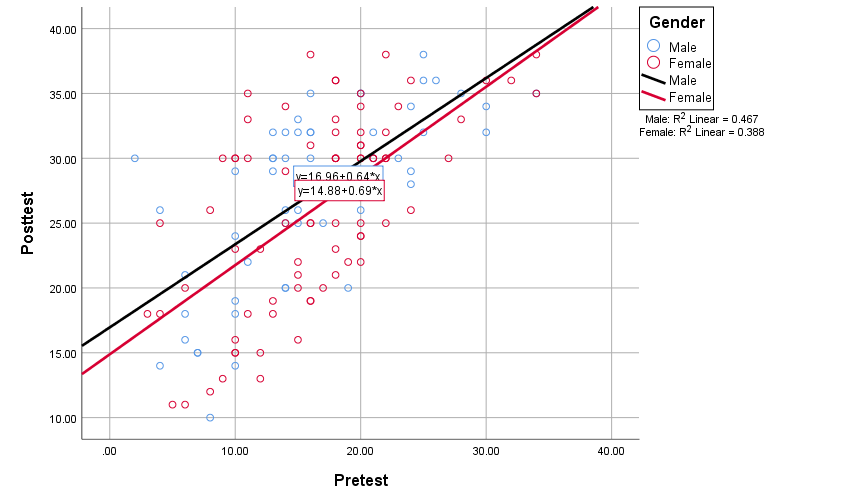 Gender
Male
Female
Male
Female
Male: R2 Linear = 0.467
Female: R2 Linear = 0.388
40.00
35.00
30.00
25.00
20.00
15.00
10.00
Posttest
y=16.96+0.64*x
y=14.88+0.69*x
.00
10.00
20.00
30.00
40.00
Pretest